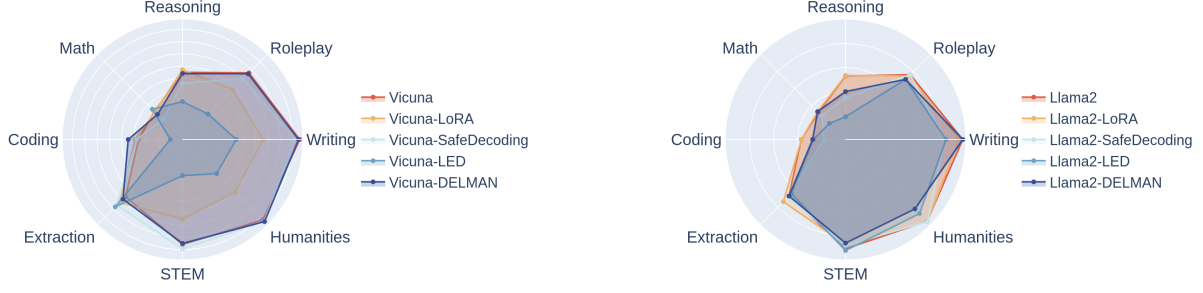 Reasoning
Math
Roleplay
Coding
Writing
Extraction
Humanities
STEM
Vicuna
Vicuna-LoRA
Vicuna-SafeDecoding
Vicuna-LED
Vicuna-DELMAN
Reasoning
Math
Roleplay
Coding
Writing
Extraction
Humanities
STEM
Llama2
Llama2-LoRA
Llama2-SafeDecoding
Llama2-LED
Llama2-DELMAN